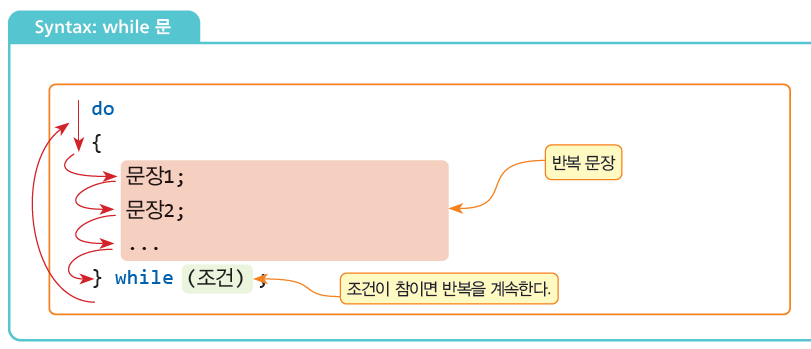 Syntax: while 문
do
{
문장1;
반복 문장
문장2;
...
} while (조건) ;
조건이 참이면 반복을 계속한다.